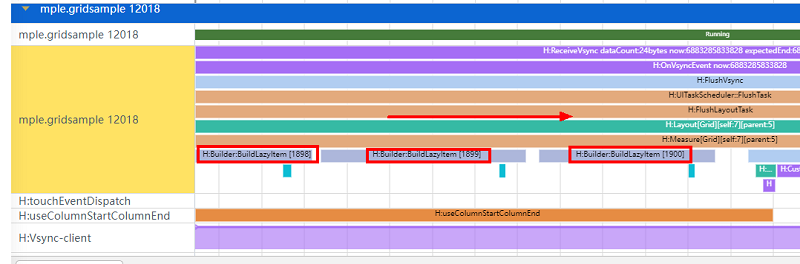 mple.gridsample 12018
mple.gridsample 12018
Running
H:ReceiveVsync dataCount:24bytes now:6883285833828 expectedEnd:68
H:OnVsyncEvent now:6883285833828
H:FlushVsync
H:UITaskScheduler::FlushTask
mple.gridsample 12018
H:FlushLayoutTask
H:Layout[Grid][self:7][parent:5]
H:Measure[Grid][self:7][parent:5]
H:Builder:BuildLazyItem [1898]
H:Builder:BuildLazyItem [1899]
H:Builder:BuildLazyItem [1900]
H:...
H:Cus
H
H:touchEventDispatch
H:useColumnStartColumnEnd
H:useColumnStartColumnEnd
H:Vsync-client